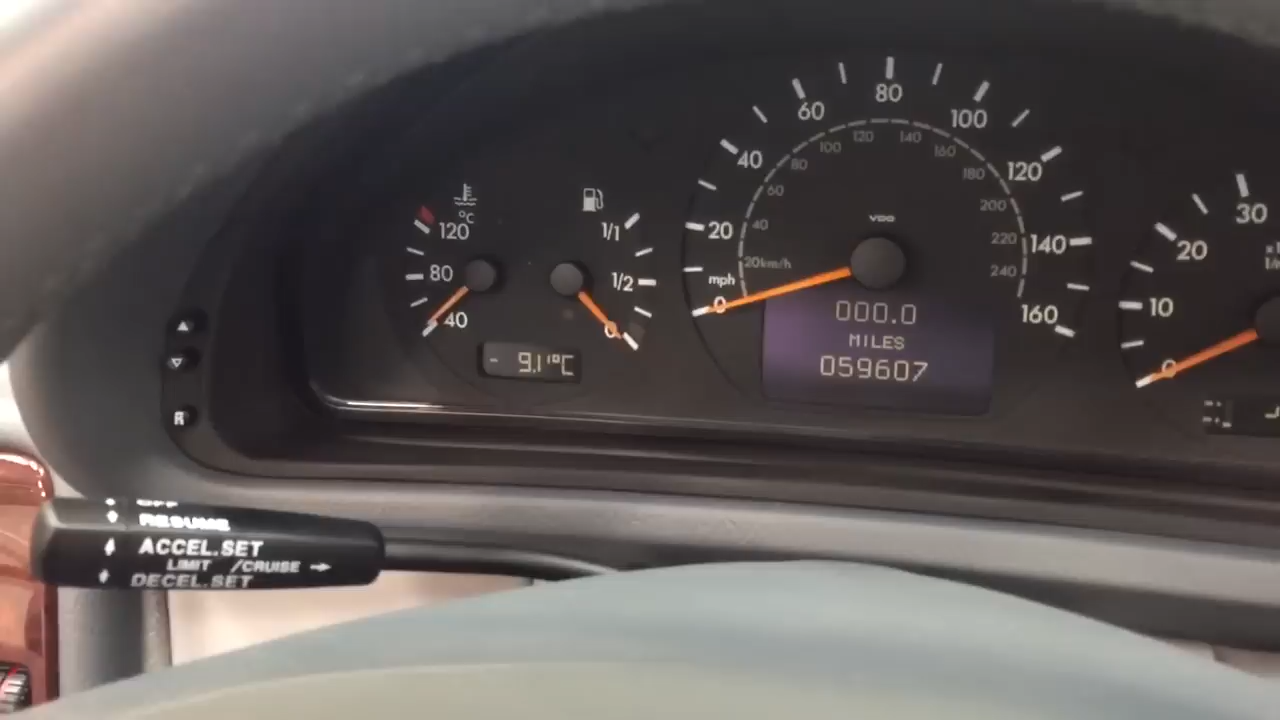 120
°C
80
40
- 9.1°C
1/1
1/2
0
mph
0
20
40
60
80
100
120
140
160
20km/h
40
60
80
100
120
140
160
180
200
220
240
VDO
000.0
MILES
059607
0
10
20
30
R
RESUME
ACCEL.SET
LIMIT /CRUISE
DECEL.SET